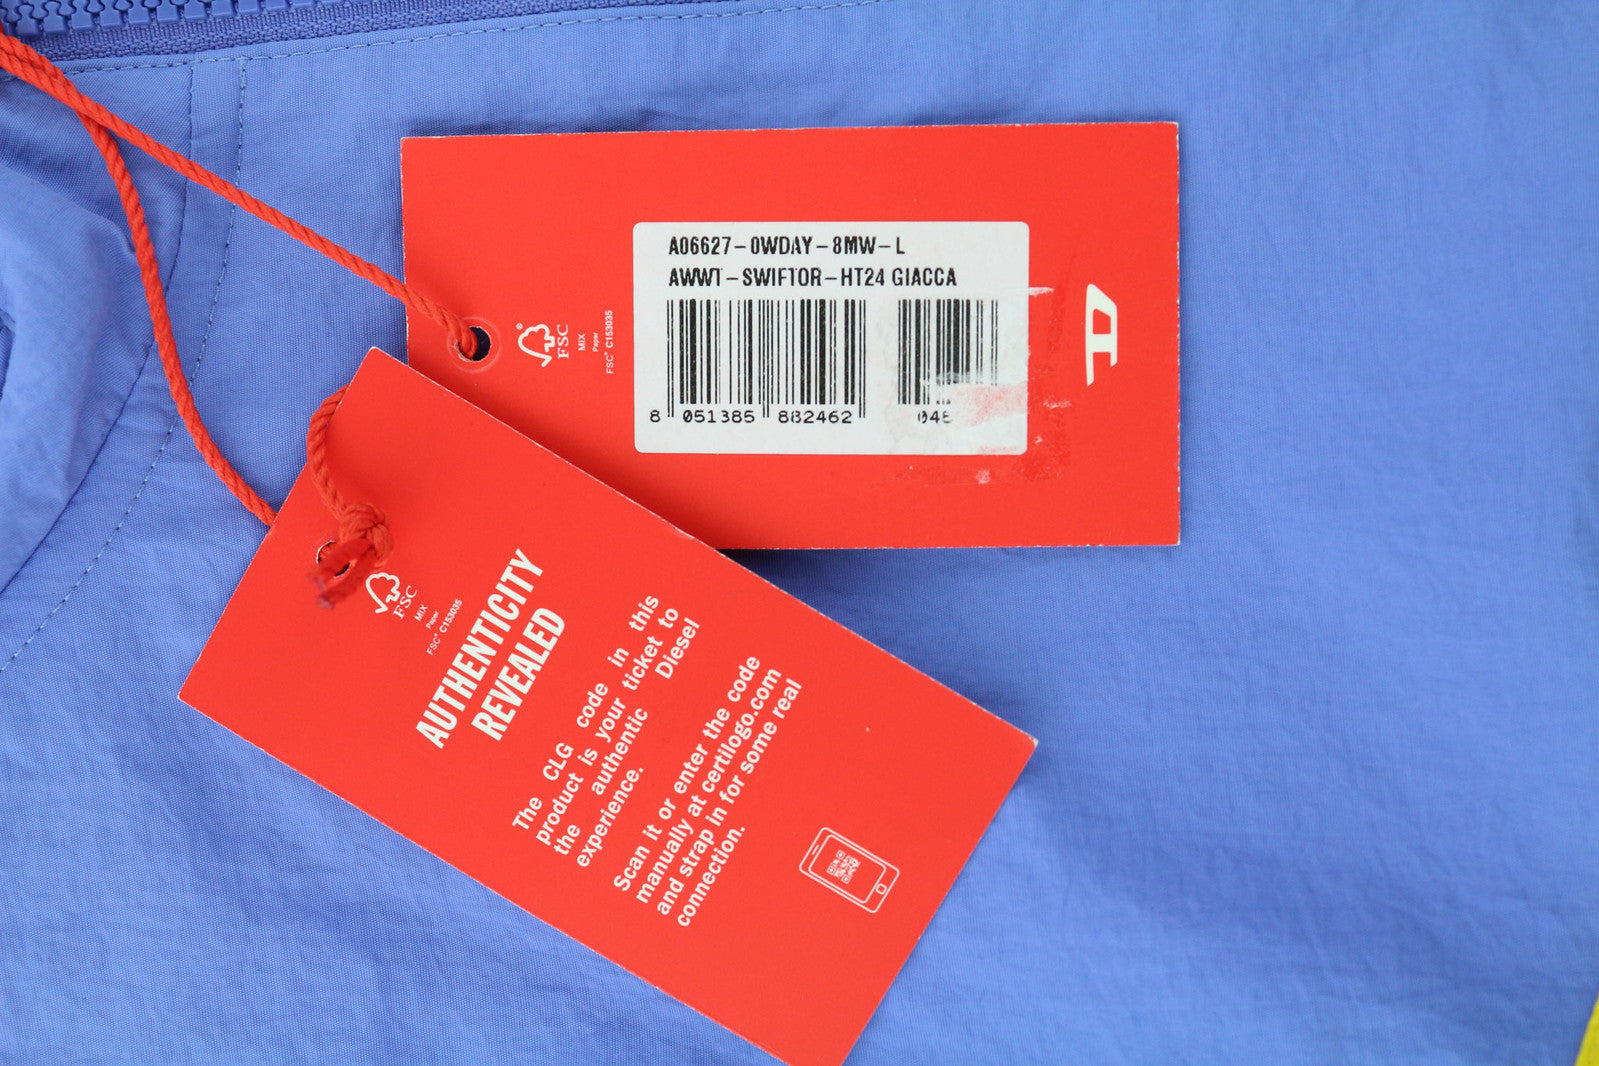 A06627-0WDAY-8MW-L
AWWT-SWIFTOR-HT24 GIACCA
8 051385 882462
FSC
MIX
Paper
FSC® C153035
D
FSC
MIX
Paper
FSC® C153035
AUTHENTICITY
REVEALED
The CLG code in this
product is your ticket to
the authentic Diesel
experience.
Scan it or enter the code
manually at certilogo.com
and strap in for some real
connection.